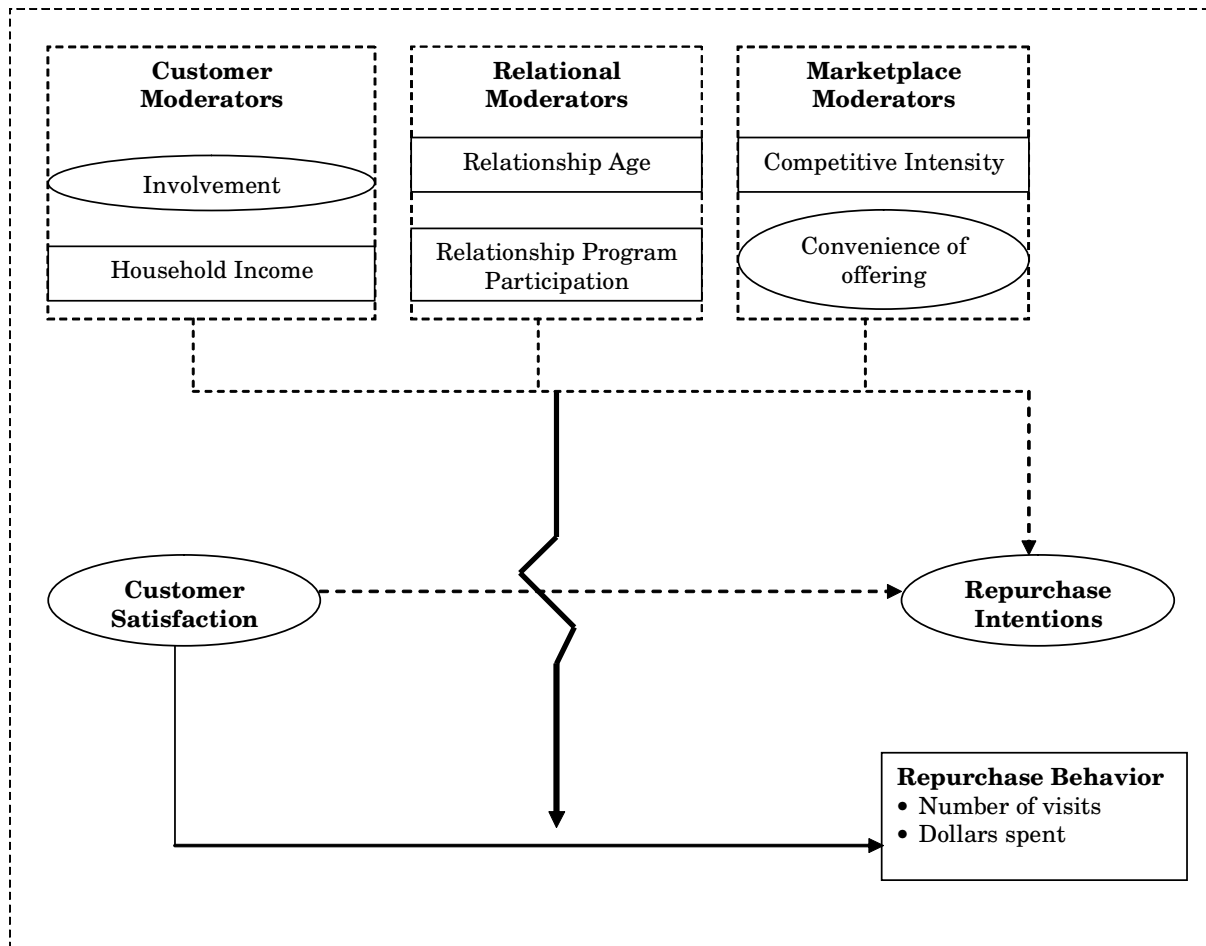 Customer
Moderators
Involvement
Household Income
Relational
Moderators
Relationship Age
Relationship Program
Participation
Marketplace
Moderators
Competitive Intensity
Convenience of
offering
Customer
Satisfaction
Repurchase
Intentions
Repurchase Behavior
• Number of visits
• Dollars spent